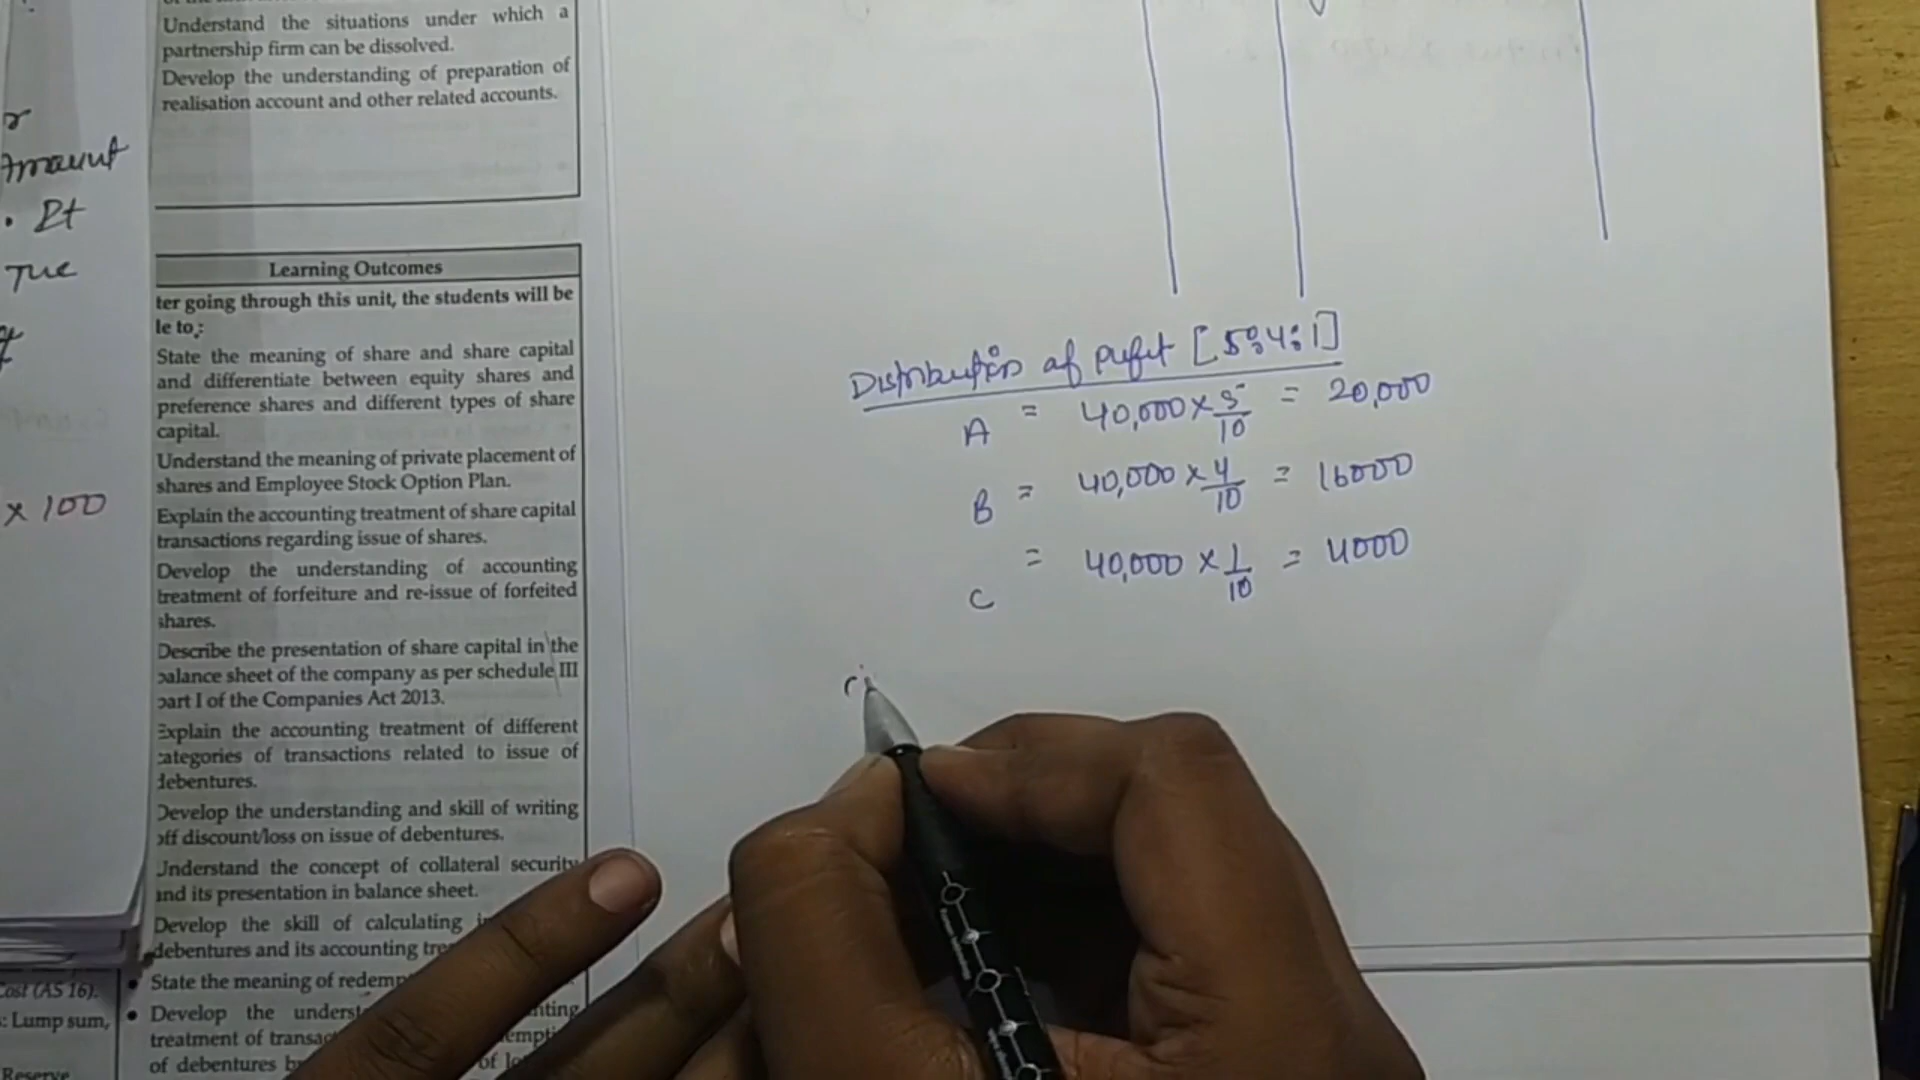 Understand the situations under which a
partnership firm can be dissolved.
Develop the understanding of preparation of
realisation account and other related accounts.
r
Amount
. It
The
x 100
Learning Outcomes
ter going through this unit, the students will be
le to :
State the meaning of share and share capital
and differentiate between equity shares and
preference shares and different types of share
capital.
Understand the meaning of private placement of
shares and Employee Stock Option Plan.
Explain the accounting treatment of share capital
transactions regarding issue of shares.
Develop the understanding of accounting
treatment of forfeiture and re-issue of forfeited
shares.
Describe the presentation of share capital in the
balance sheet of the company as per schedule III
part I of the Companies Act 2013.
Explain the accounting treatment of different
categories of transactions related to issue of
debentures.
Develop the understanding and skill of writing
off discount/loss on issue of debentures.
Understand the concept of collateral security
and its presentation in balance sheet.
Develop the skill of calculating
debentures and its accounting
• State the meaning of
• Develop the
treatment of
of debentures
Cost (AS 16).
: Lump sum,
Reserve
Distribution of Profit [5:4:1]
A = 40,000 x 5/10 = 20,000
B = 40,000 x 4/10 = 16000
C = 40,000 x 1/10 = 4000
(i